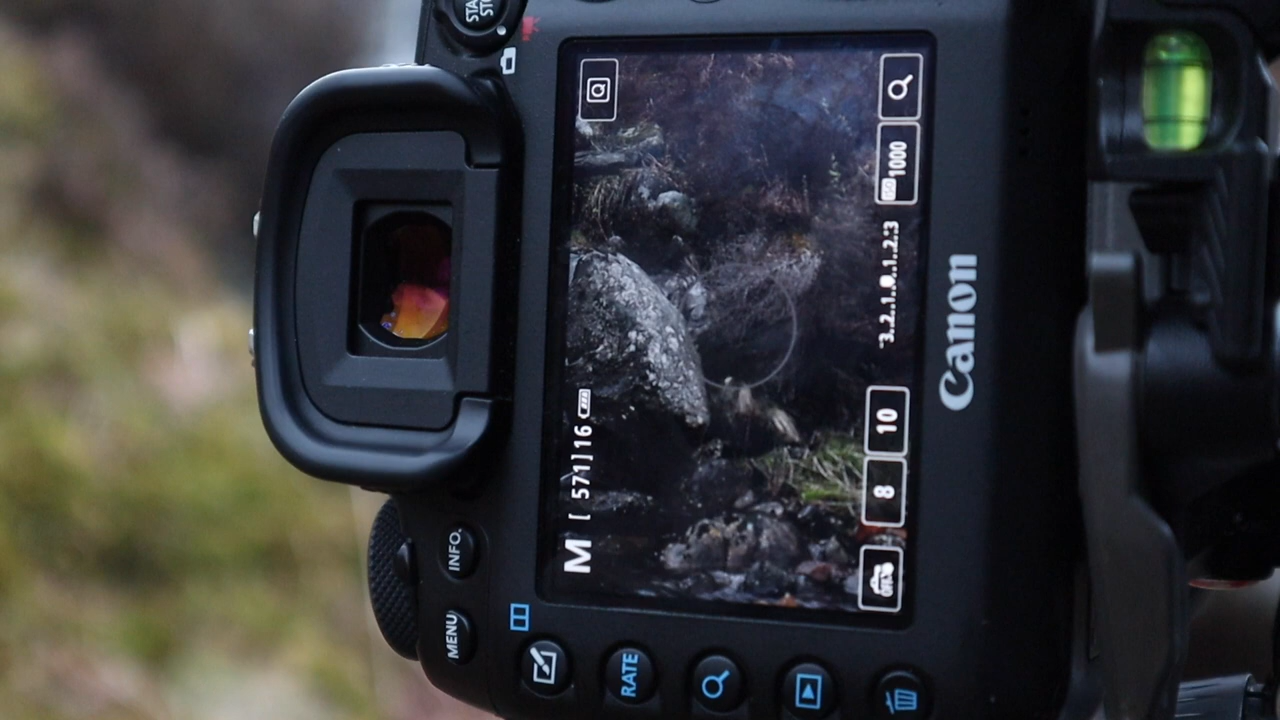 START
STOP
Q
M [ 571] 16
8 10 3..2..1..0..1..2..:3 ISO 1000
OFF
Canon
INFO.
MENU
RATE